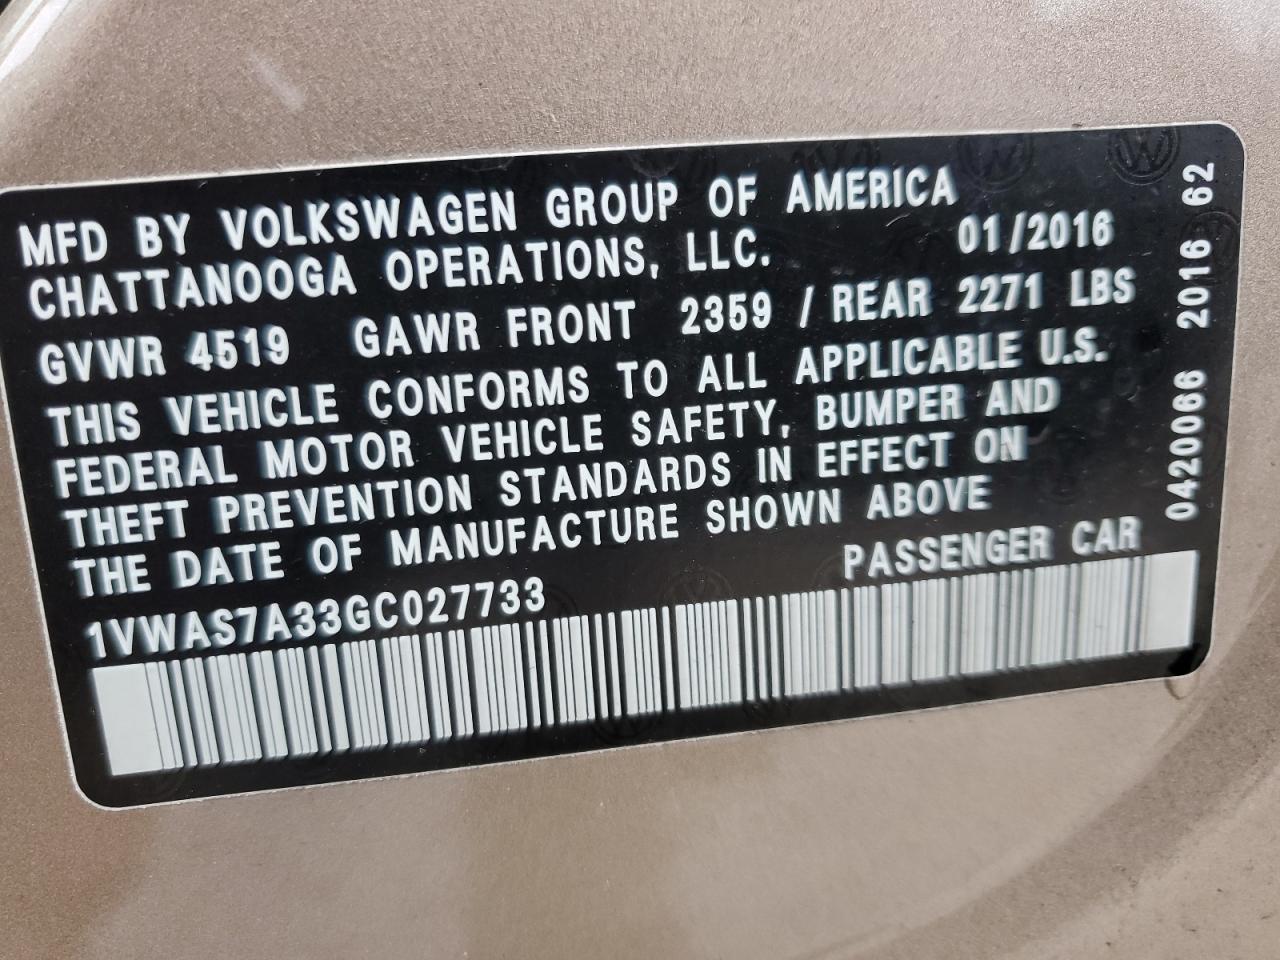 MFD BY VOLKSWAGEN GROUP OF AMERICA
CHATTANOOGA OPERATIONS, LLC. 01/2016
GVWR 4519 GAWR FRONT 2359 / REAR 2271 LBS
THIS VEHICLE CONFORMS TO ALL APPLICABLE U.S.
FEDERAL MOTOR VEHICLE SAFETY, BUMPER AND
THEFT PREVENTION STANDARDS IN EFFECT ON
THE DATE OF MANUFACTURE SHOWN ABOVE
1VWAS7A33GC027733 PASSENGER CAR
0420066 2016 62